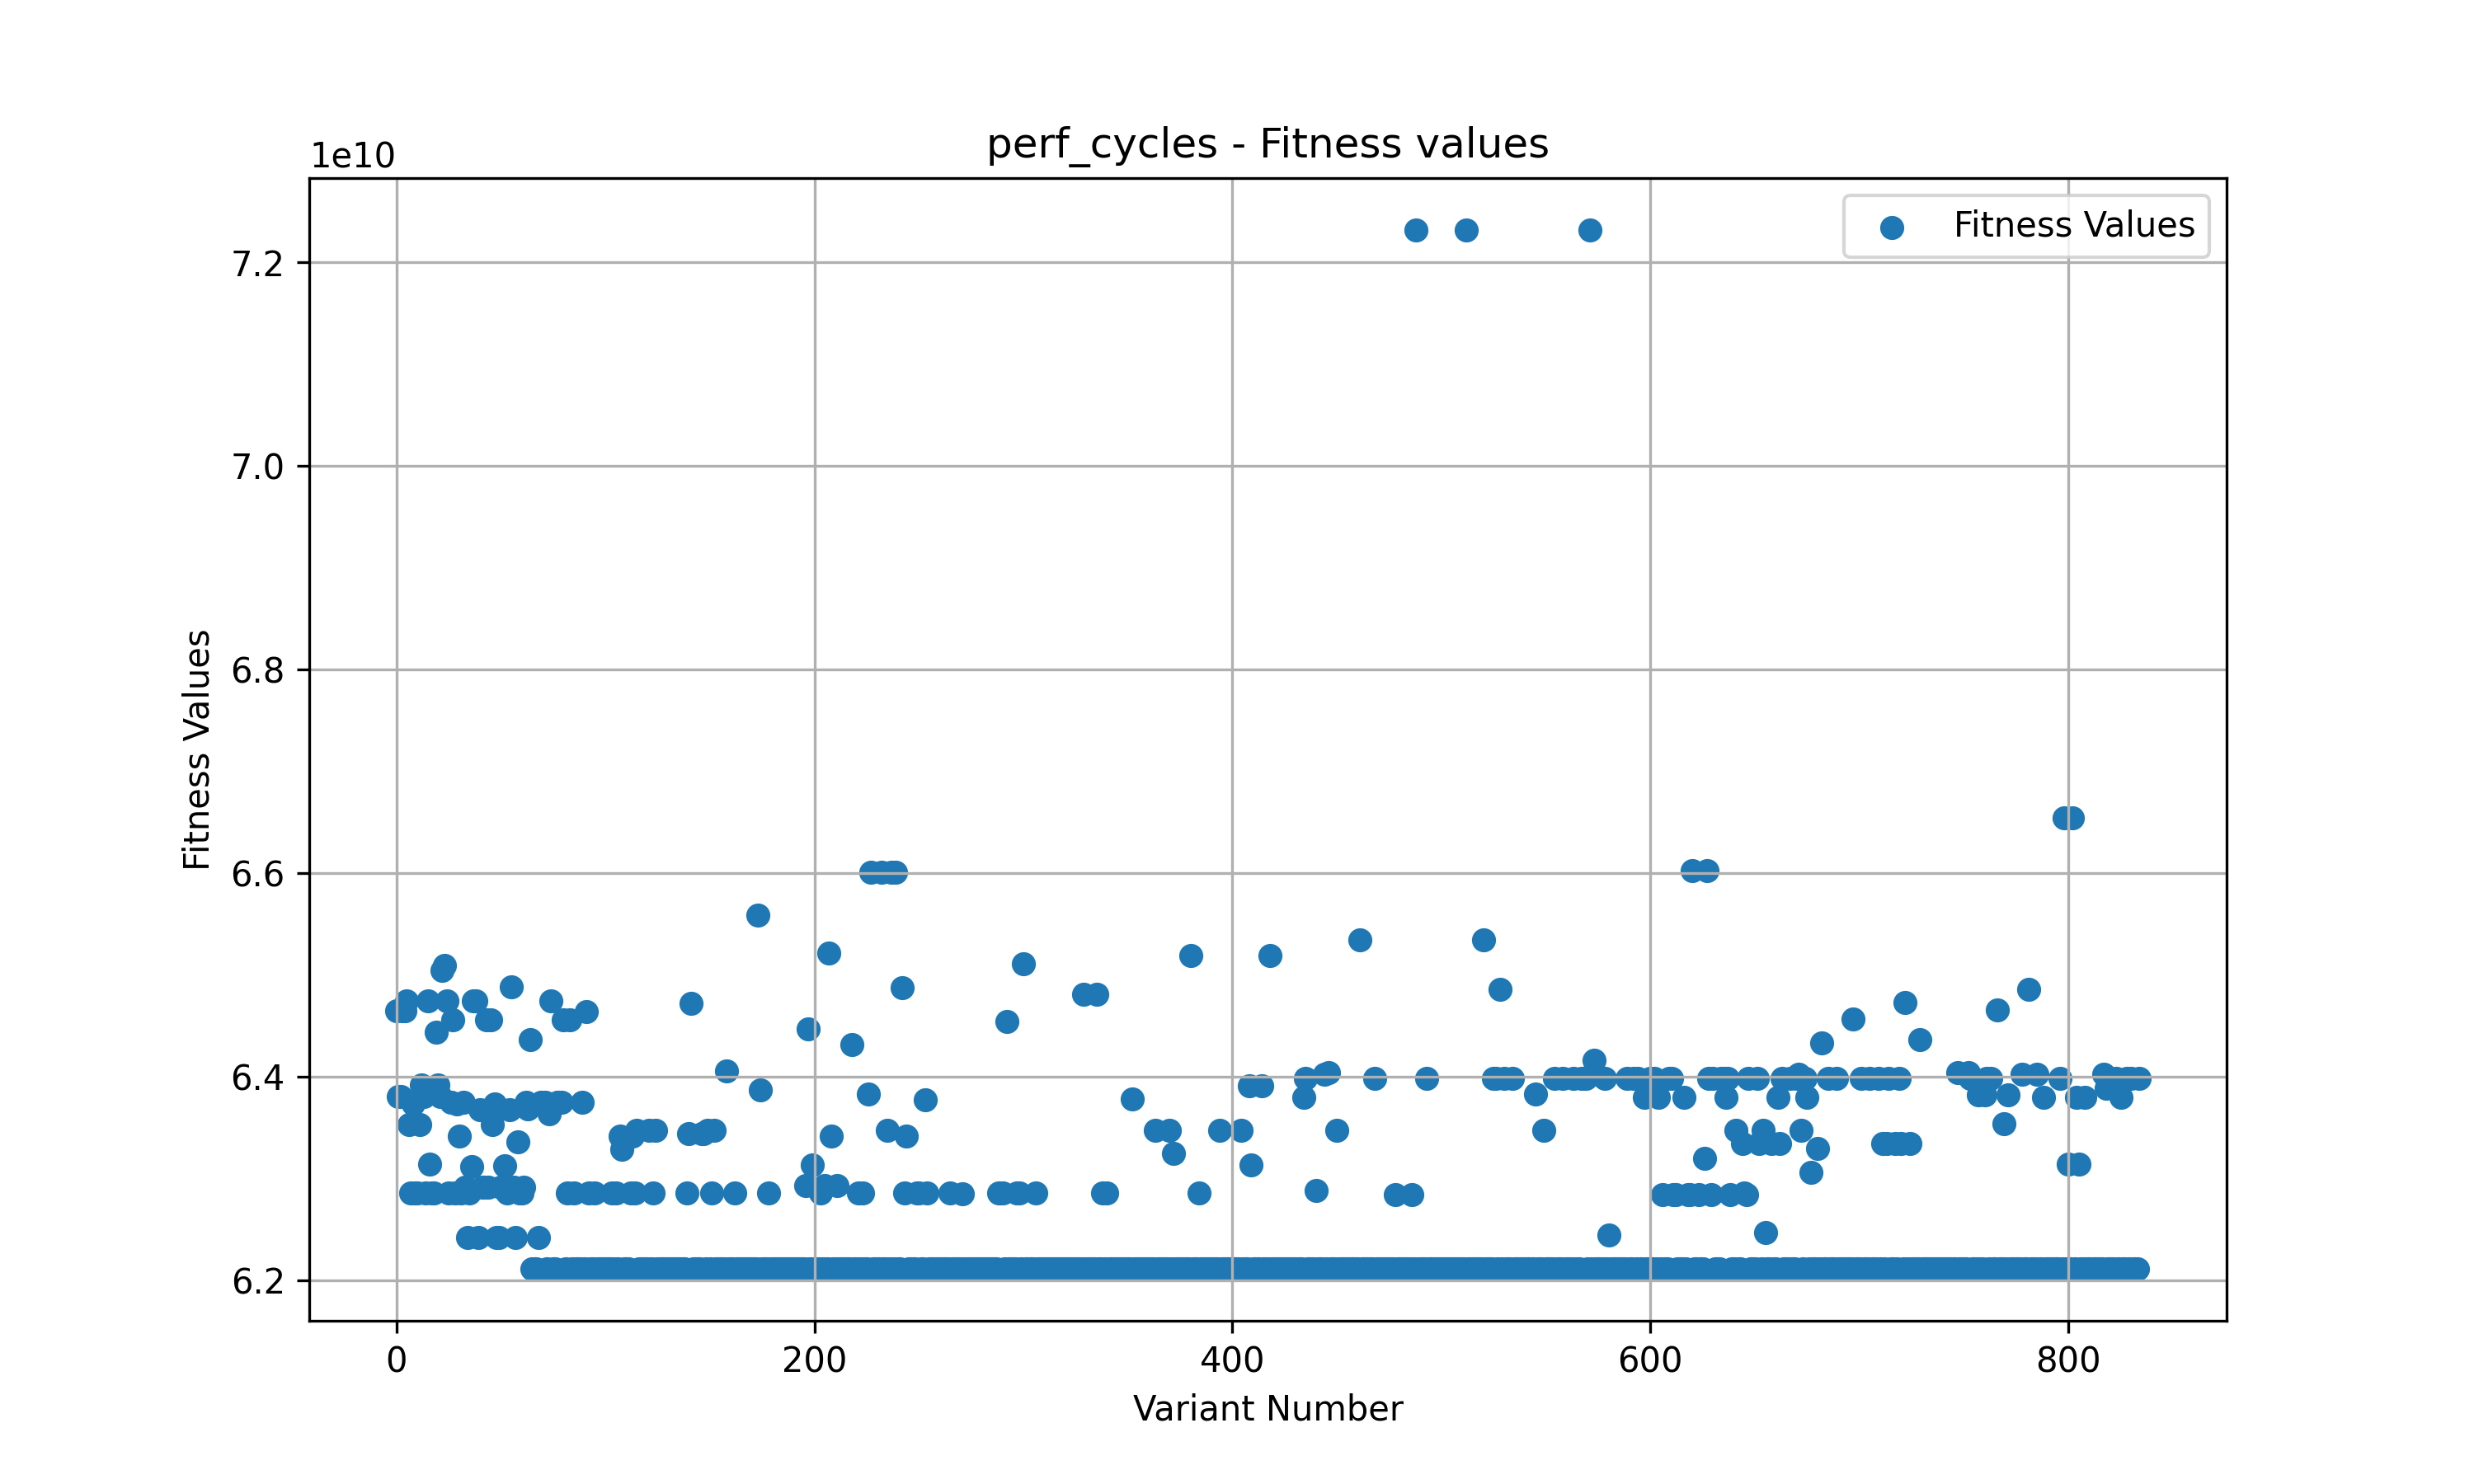 perf_cycles - Fitness values
1e10
Fitness Values
7.2
7.0
6.8
6.6
6.4
6.2
Fitness Values
0 200 400 600 800
Variant Number